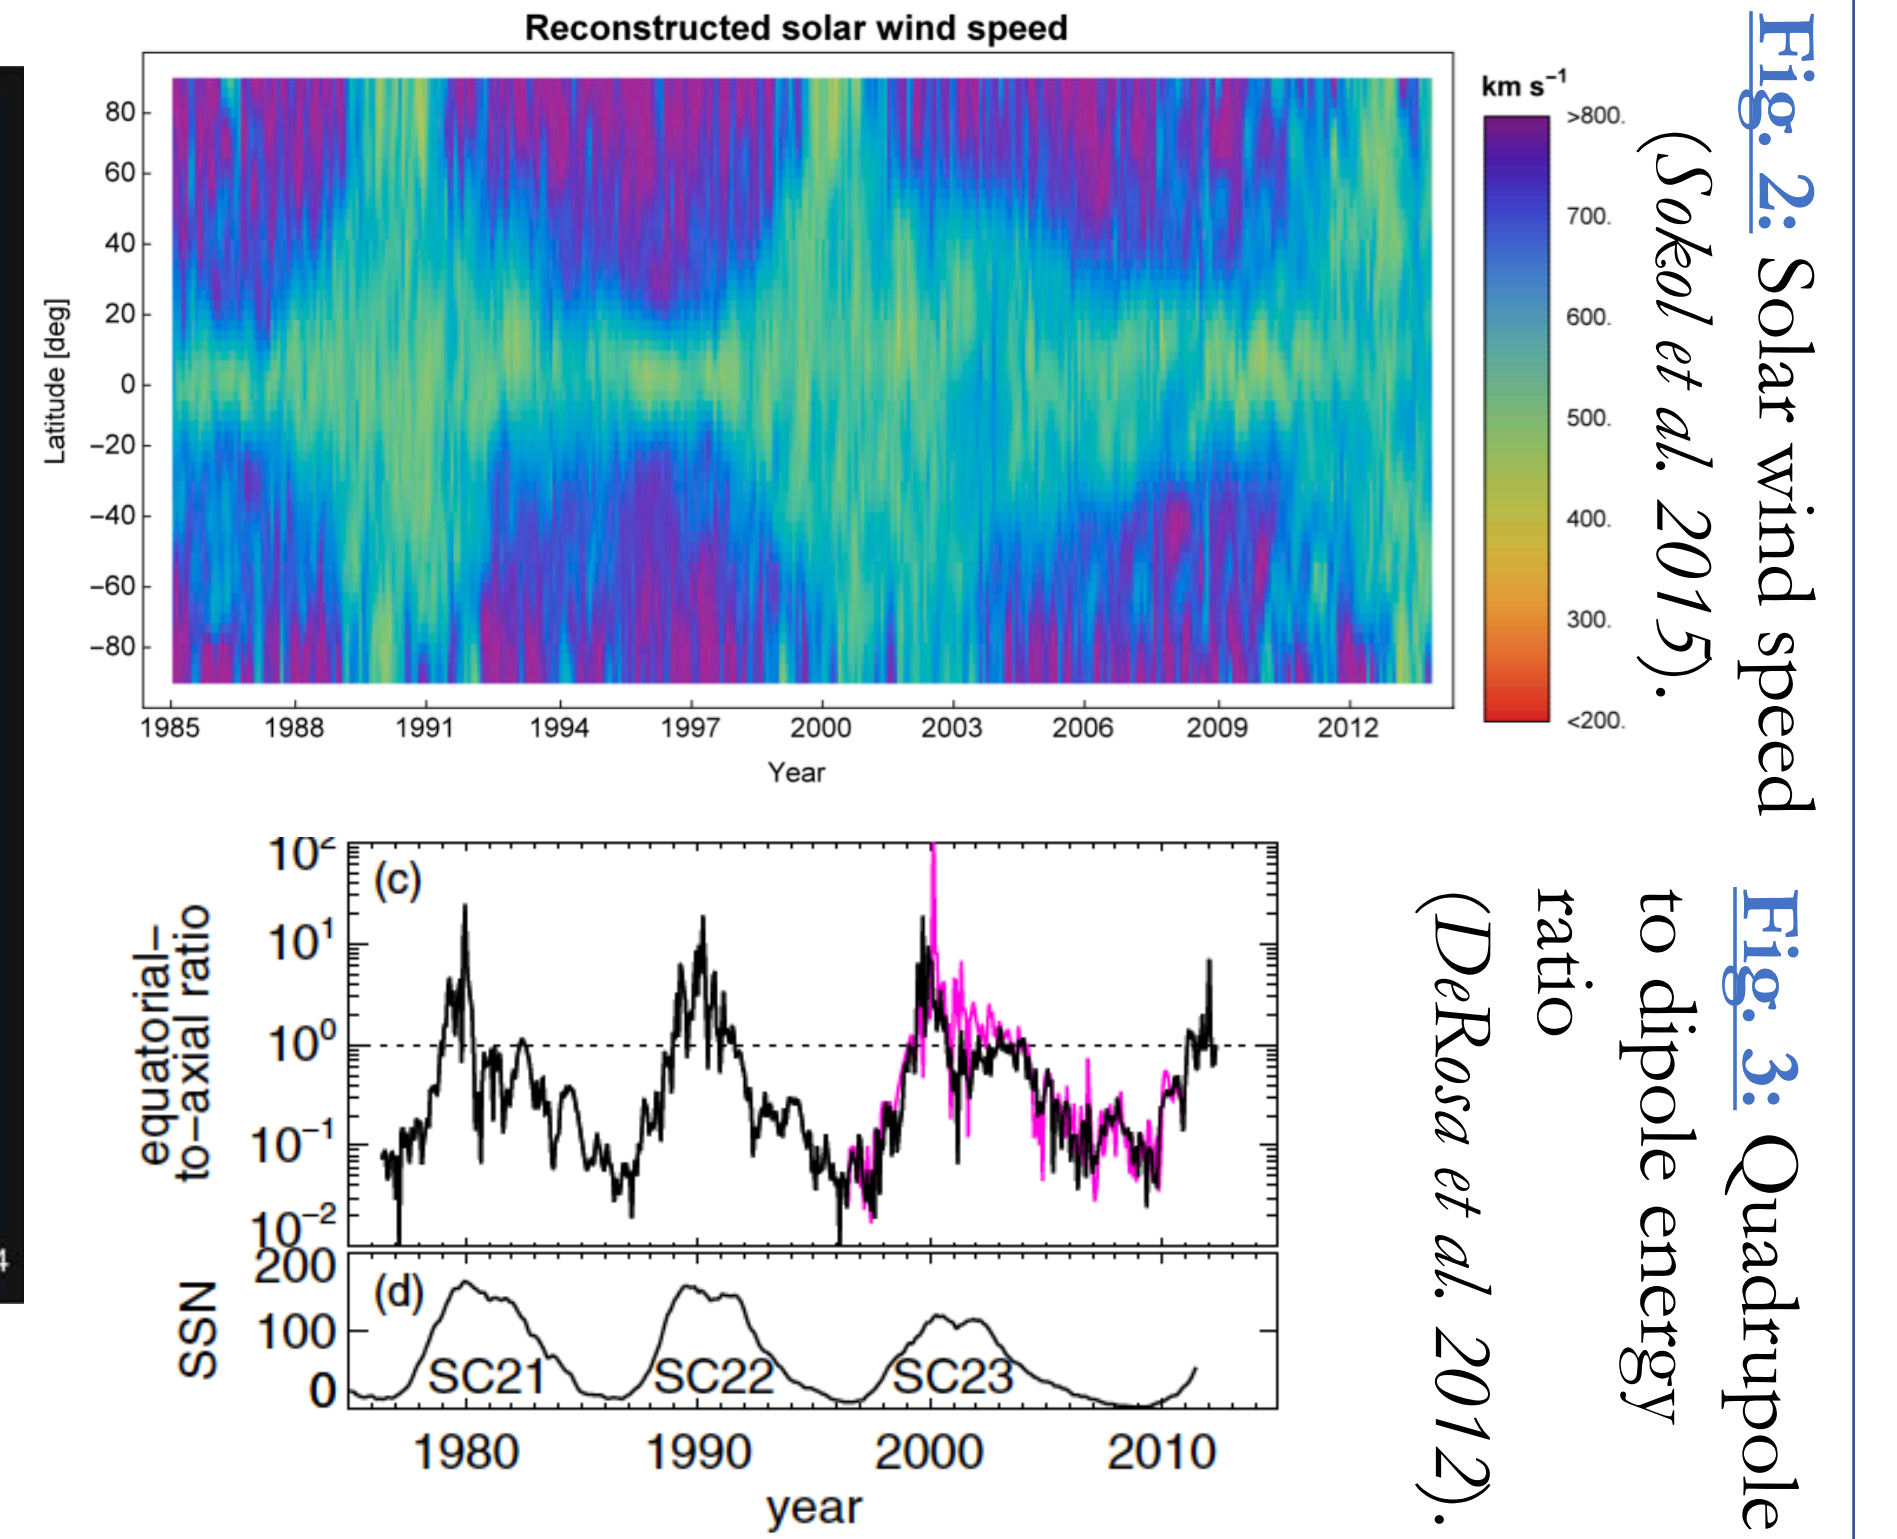 Reconstructed solar wind speed
km s⁻¹
>800.
700.
600.
500.
400.
300.
<200.
Latitude [deg]
80
60
40
20
0
−20
−40
−60
−80
1985 1988 1991 1994 1997 2000 2003 2006 2009 2012
Year
Fig. 2: Solar wind speed
(Sokol et al. 2015).
(c)
equatorial–
to–axial ratio
10²
10¹
10⁰
10⁻¹
10⁻²
(d)
SSN
200
100
0
SC21 SC22 SC23
1980 1990 2000 2010
year
Fig. 3: Quadrupole
to dipole energy
ratio
(DeRosa et al. 2012).
4